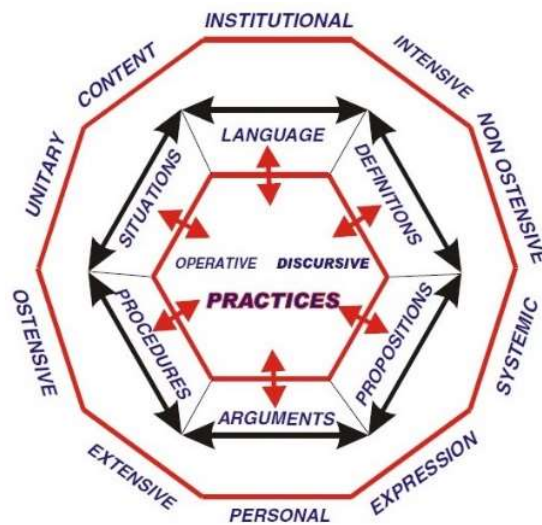 INSTITUTIONAL
CONTENT
INTENSIVE
UNITARY
NON OSTENSIVE
LANGUAGE
SITUATIONS
DEFINITIONS
OPERATIVE DISCURSIVE
PRACTICES
OSTENSIVE
PROCEDURES
PROPOSITIONS
SYSTEMIC
ARGUMENTS
EXTENSIVE
EXPRESSION
PERSONAL